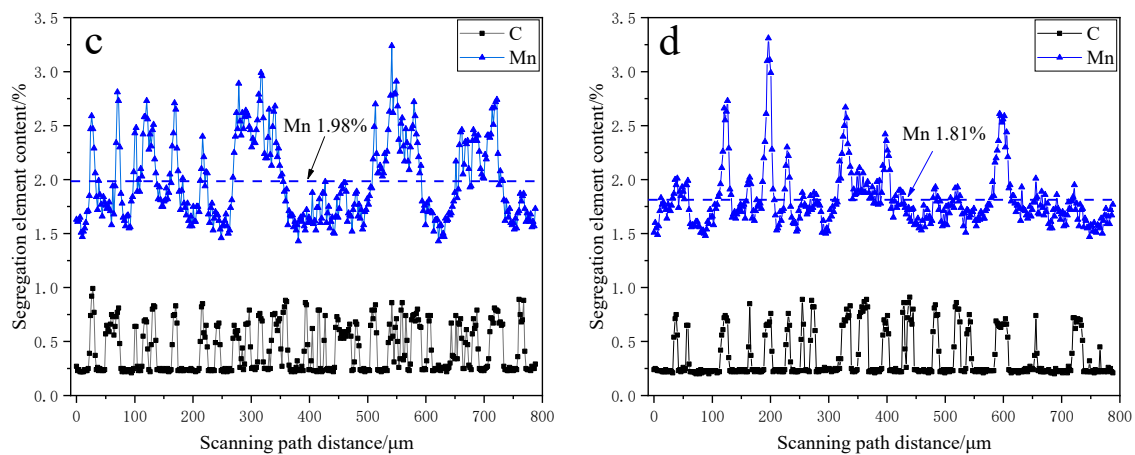 c
C
Mn
Mn 1.98%
3.5
3.0
2.5
2.0
1.5
1.0
0.5
0.0
Segregation element content/%
0 100 200 300 400 500 600 700 800
Scanning path distance/μm
d
C
Mn
Mn 1.81%
3.5
3.0
2.5
2.0
1.5
1.0
0.5
0.0
Segregation element content/%
0 100 200 300 400 500 600 700 800
Scanning path distance/μm